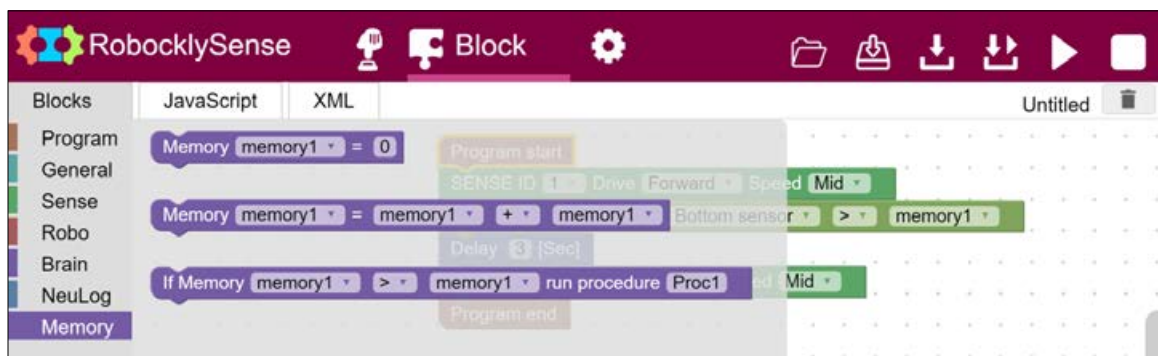 RobocklySense Block
Blocks JavaScript XML Untitled
Program
General
Sense
Robo
Brain
NeuLog
Memory
Memory memory1 = 0
Program start
SENSE ID 1 Drive Forward Speed Mid
Memory memory1 = memory1 + memory1 Bottom sensor > memory1
Delay 3 [Sec]
If Memory memory1 > memory1 run procedure Proc1 Mid
Program end